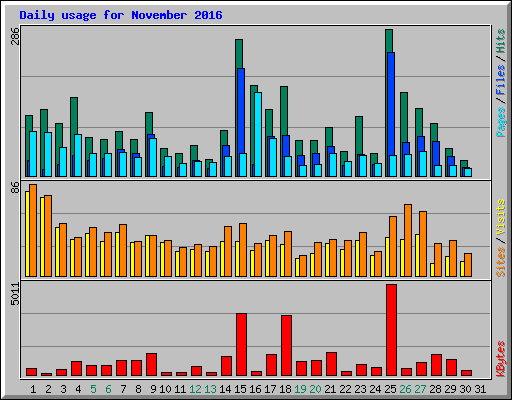 Daily usage for November 2016
286
Pages / Files / Hits
86
Sites / Visits
5011
KBytes
1 2 3 4 5 6 7 8 9 10 11 12 13 14 15 16 17 18 19 20 21 22 23 24 25 26 27 28 29 30 31